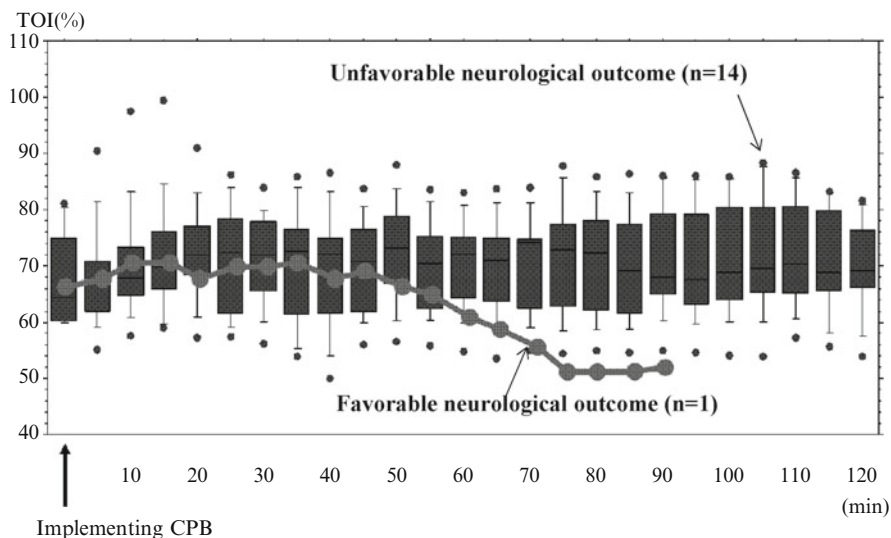 TOI(%)
110
100
90
80
70
60
50
40
Unfavorable neurological outcome (n=14)
Favorable neurological outcome (n=1)
10 20 30 40 50 60 70 80 90 100 110 120
(min)
Implementing CPB